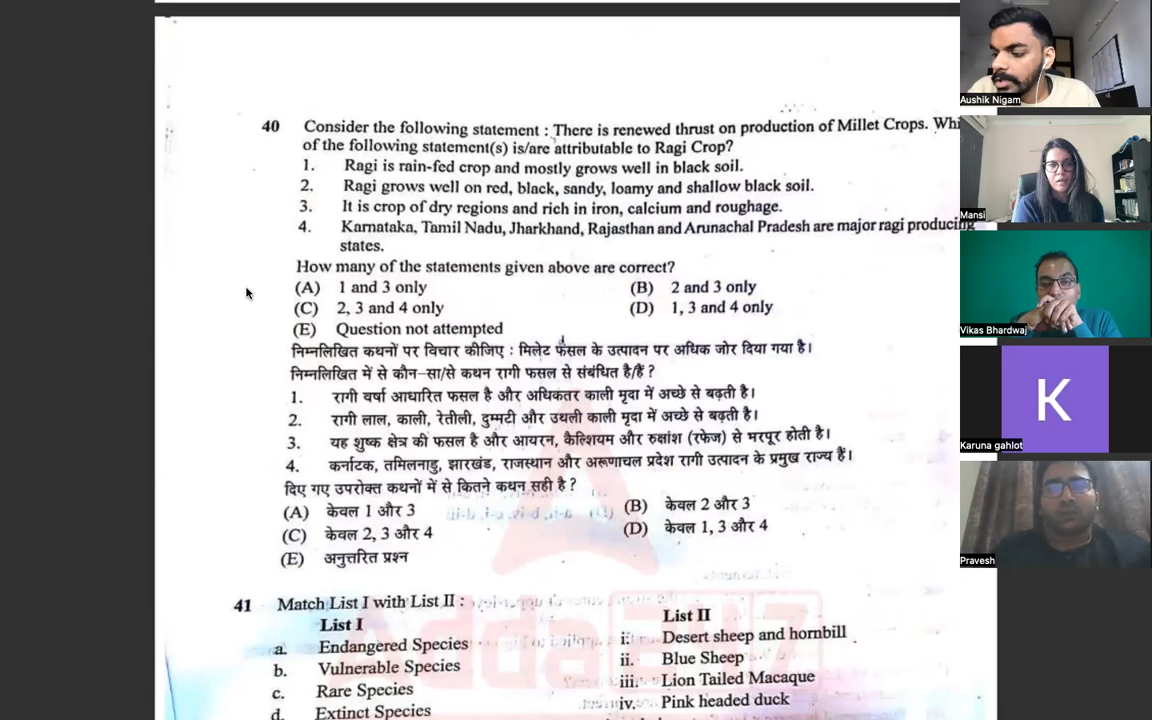 40 Consider the following statement : There is renewed thrust on production of Millet Crops. Whi
of the following statement(s) is/are attributable to Ragi Crop?
1. Ragi is rain-fed crop and mostly grows well in black soil.
2. Ragi grows well on red, black, sandy, loamy and shallow black soil.
3. It is crop of dry regions and rich in iron, calcium and roughage.
4. Karnataka, Tamil Nadu, Jharkhand, Rajasthan and Arunachal Pradesh are major ragi producing
states.
How many of the statements given above are correct?
(A) 1 and 3 only (B) 2 and 3 only
(C) 2, 3 and 4 only (D) 1, 3 and 4 only
(E) Question not attempted
निम्नलिखित कथनों पर विचार कीजिए : मिलेट फसल के उत्पादन पर अधिक जोर दिया गया है।
निम्नलिखित में से कौन-सा/से कथन रागी फसल से संबंधित है/हैं ?
1. रागी वर्षा आधारित फसल है और अधिकतर काली मृदा में अच्छे से बढ़ती है।
2. रागी लाल, काली, रेतीली, दुम्मटी और उथली काली मृदा में अच्छे से बढ़ती है।
3. यह शुष्क क्षेत्र की फसल है और आयरन, कैल्शियम और रुक्षांश (रफेज) से भरपूर होती है।
4. कर्नाटक, तमिलनाडु, झारखंड, राजस्थान और अरूणाचल प्रदेश रागी उत्पादन के प्रमुख राज्य हैं।
दिए गए उपरोक्त कथनों में से कितने कथन सही है ?
(A) केवल 1 और 3 (B) केवल 2 और 3
(C) केवल 2, 3 और 4 (D) केवल 1, 3 और 4
(E) अनुत्तरित प्रश्न
41 Match List I with List II :
List I List II
a. Endangered Species i. Desert sheep and hornbill
b. Vulnerable Species ii. Blue Sheep
c. Rare Species iii. Lion Tailed Macaque
d. Extinct Species iv. Pink headed duck
Adda247
Aushik Nigam
Mansi
Vikas Bhardwaj
K
Karuna gahlot
Pravesh